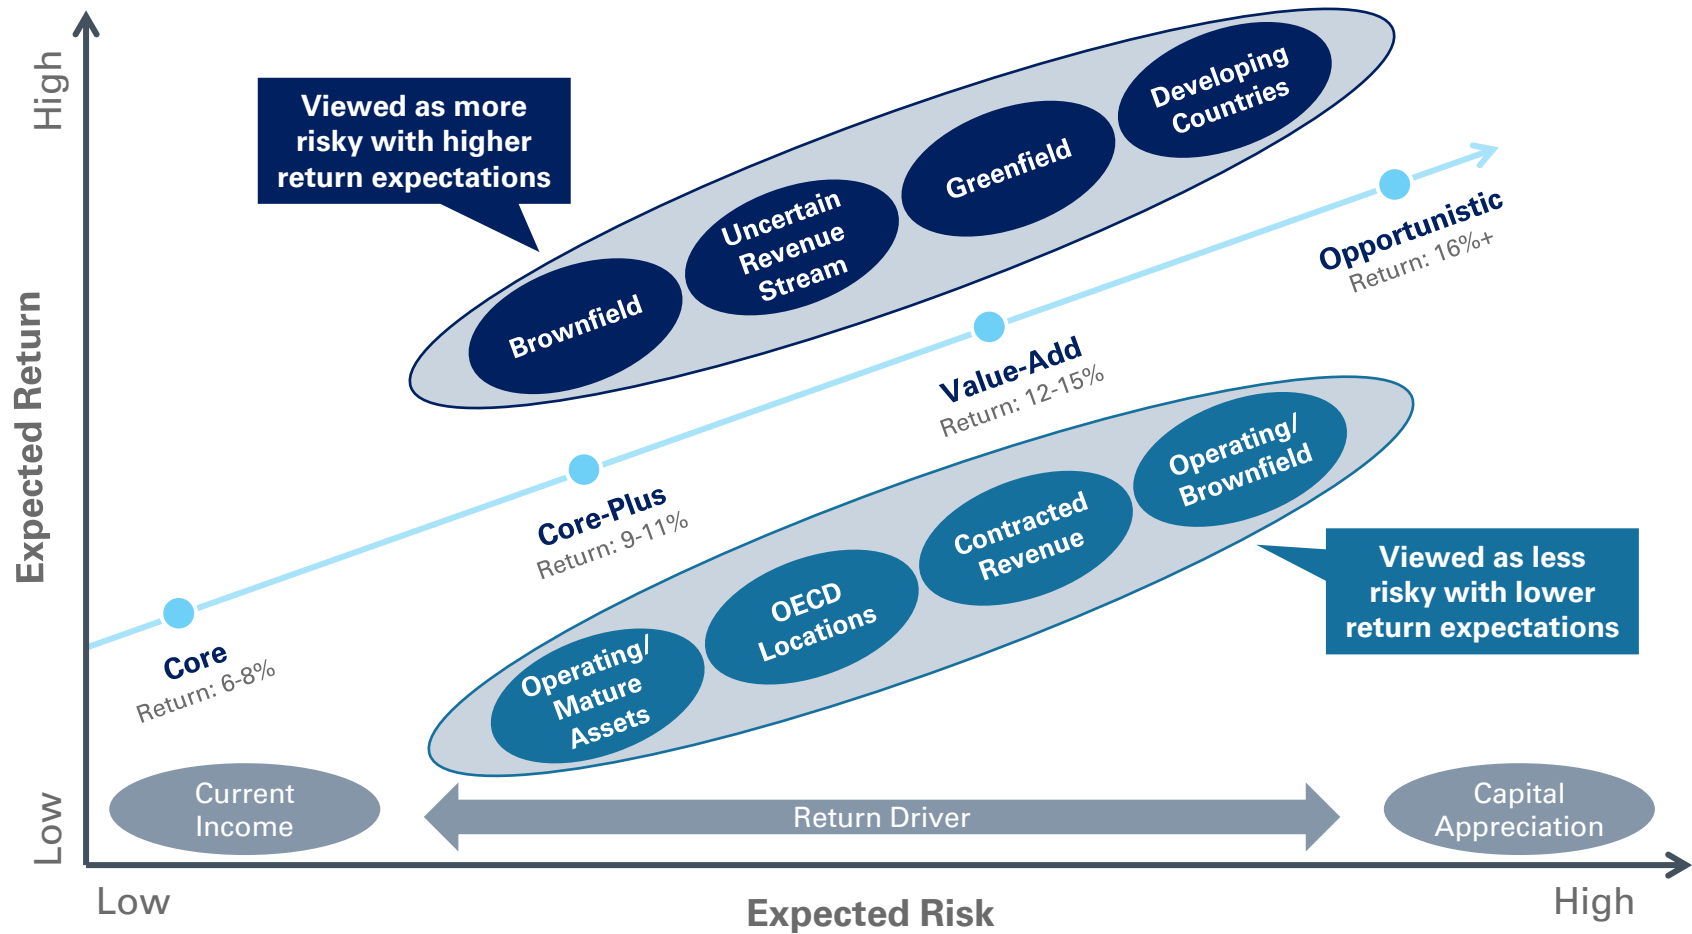 High
Expected Return
Low
Viewed as more
risky with higher
return expectations
Brownfield
Uncertain
Revenue
Stream
Greenfield
Developing
Countries
Core
Return: 6-8%
Core-Plus
Return: 9-11%
Value-Add
Return: 12-15%
Opportunistic
Return: 16%+
Operating/
Mature
Assets
OECD
Locations
Contracted
Revenue
Operating/
Brownfield
Viewed as less
risky with lower
return expectations
Current
Income
Return Driver
Capital
Appreciation
Low
Expected Risk
High